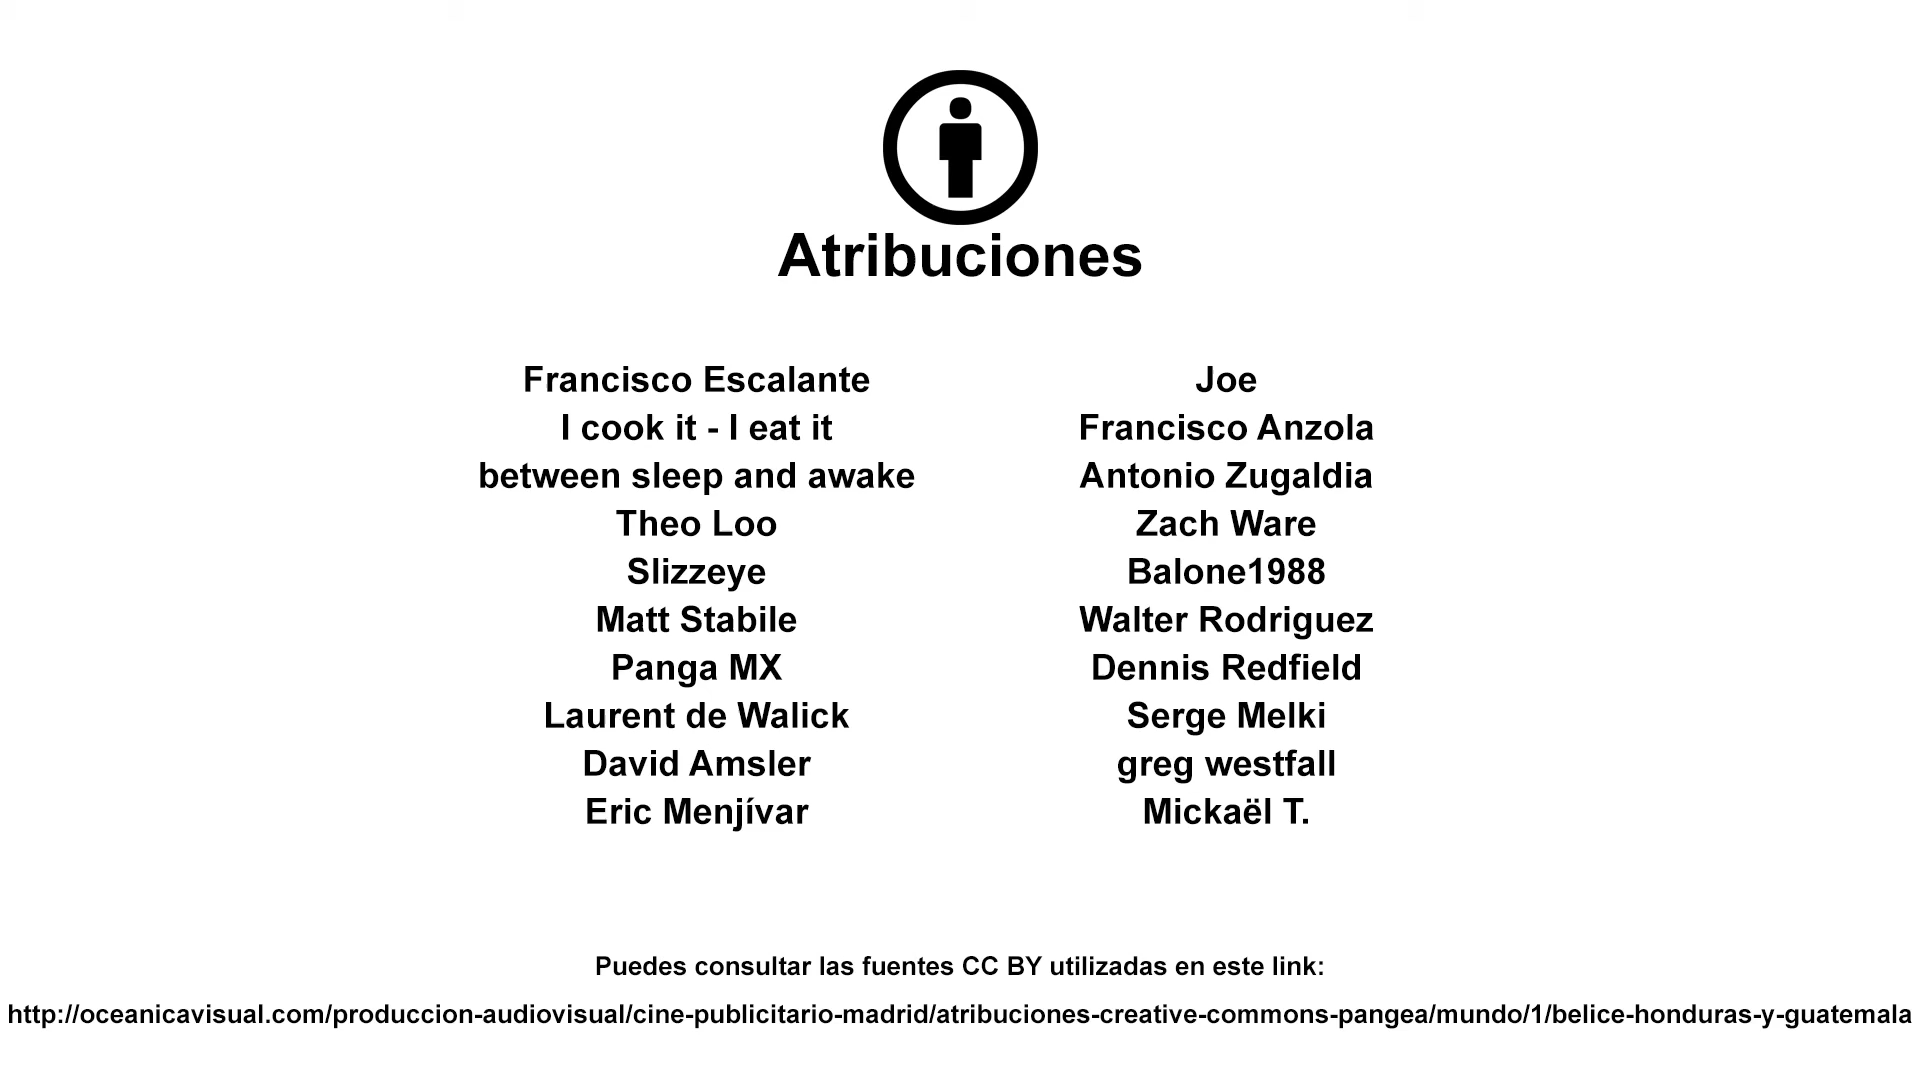 Atribuciones
Francisco Escalante
I cook it - I eat it
between sleep and awake
Theo Loo
Slizzeye
Matt Stabile
Panga MX
Laurent de Walick
David Amsler
Eric Menjívar
Joe
Francisco Anzola
Antonio Zugaldia
Zach Ware
Balone1988
Walter Rodriguez
Dennis Redfield
Serge Melki
greg westfall
Mickaël T.
Puedes consultar las fuentes CC BY utilizadas en este link:
http://oceanicavisual.com/produccion-audiovisual/cine-publicitario-madrid/atribuciones-creative-commons-pangea/mundo/1/belice-honduras-y-guatemala